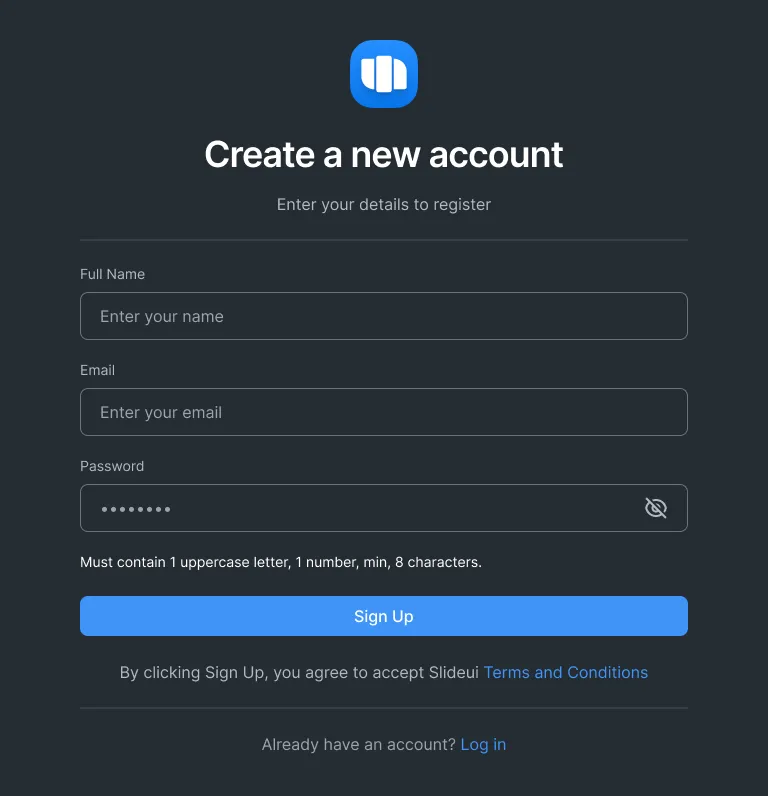 Create a new account
Enter your details to register
Full Name
Enter your name
Email
Enter your email
Password
••••••••
Must contain 1 uppercase letter, 1 number, min, 8 characters.
Sign Up
By clicking Sign Up, you agree to accept Slideui Terms and Conditions
Already have an account? Log in